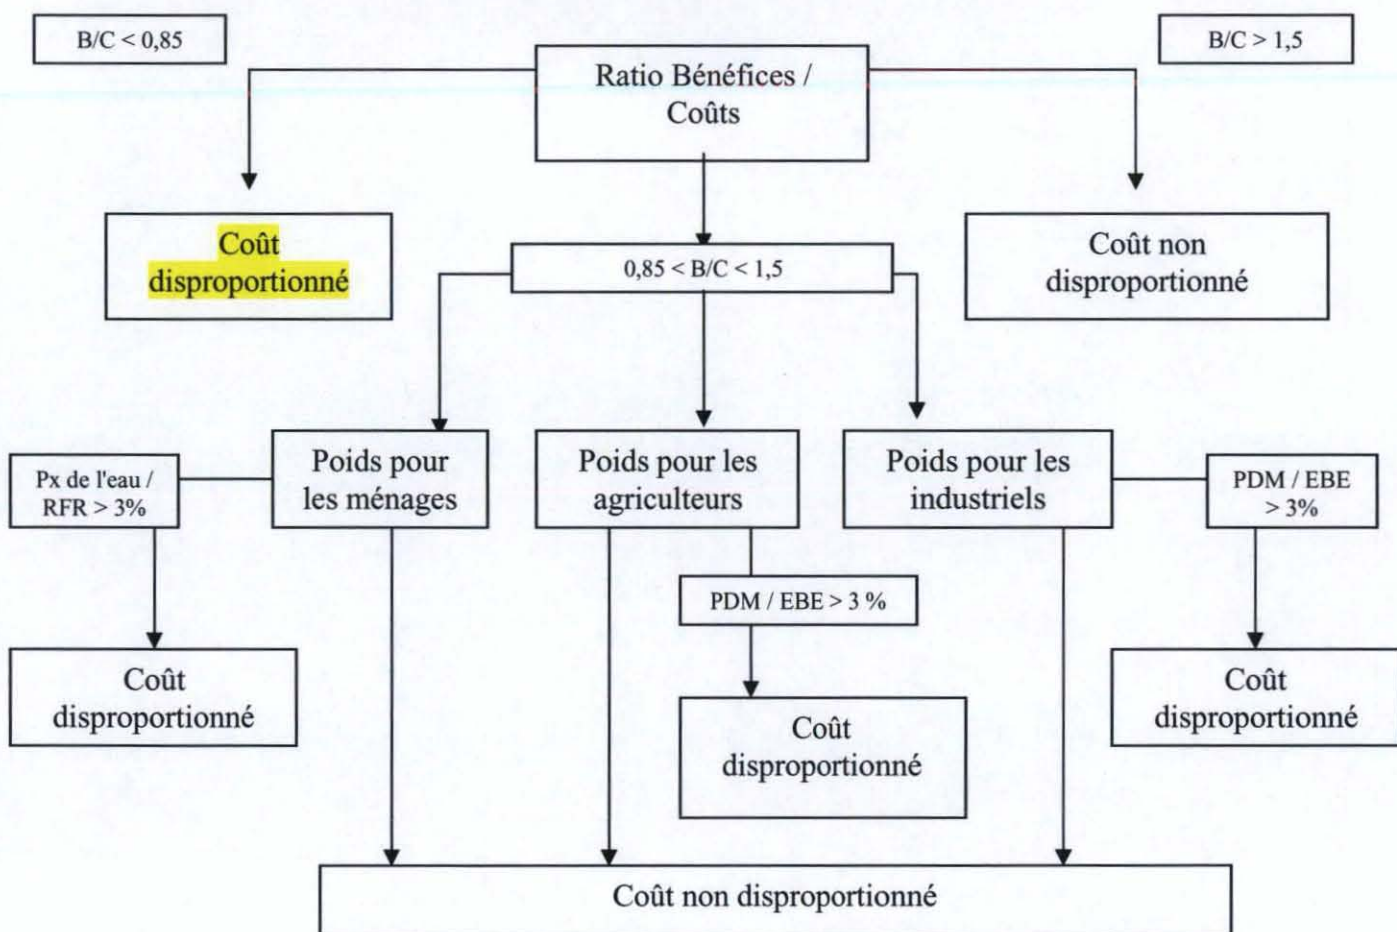 B/C < 0,85
B/C > 1,5
Ratio Bénéfices /
Coûts
Coût
disproportionné
0,85 < B/C < 1,5
Coût non
disproportionné
Px de l'eau /
RFR > 3%
Poids pour
les ménages
Poids pour les
agriculteurs
Poids pour les
industriels
PDM / EBE
> 3%
PDM / EBE > 3 %
Coût
disproportionné
Coût
disproportionné
Coût
disproportionné
Coût non disproportionné